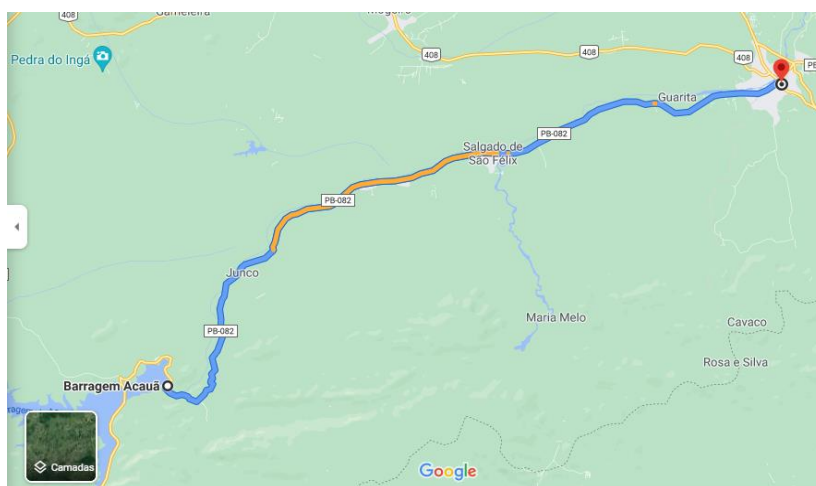 408
Pedra do Ingá
408
408
PB
Guarita
PB-082
Salgado de
São Félix
PB-082
Junco
Maria Melo
Cavaco
PB-082
Rosa e Silva
Barragem Acauã
Camadas
Google